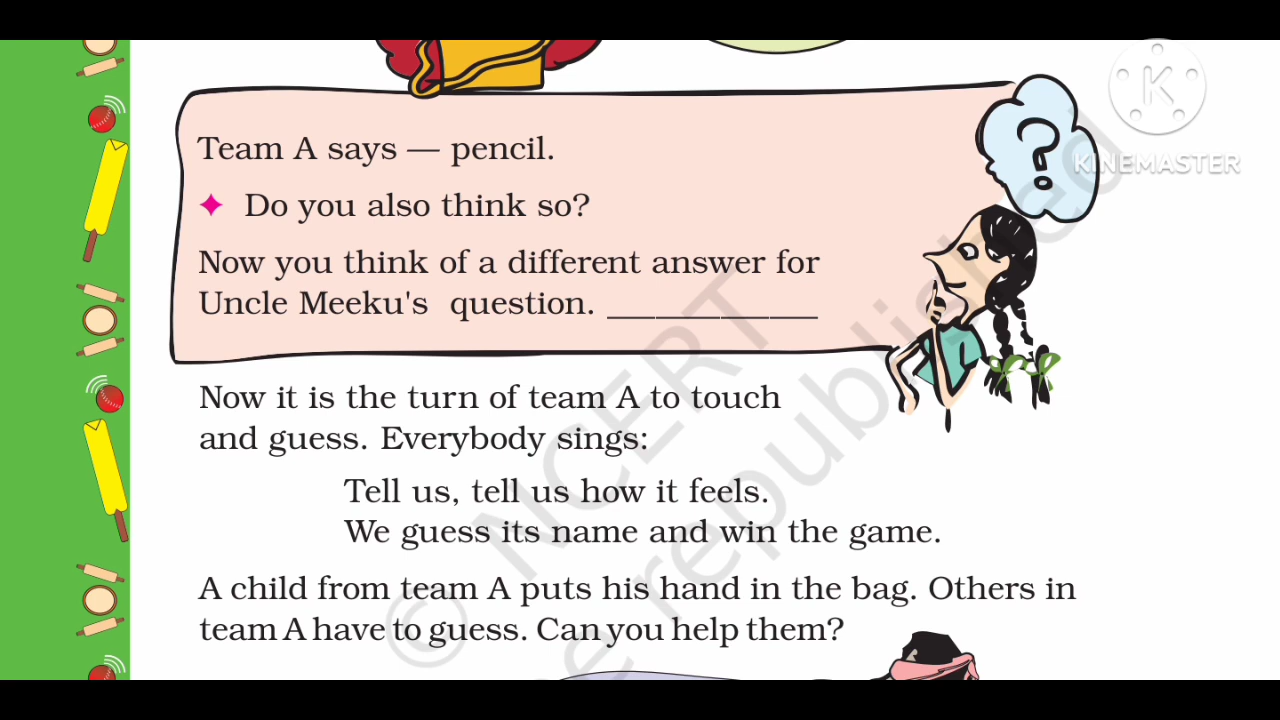 Team A says — pencil.
✦ Do you also think so?
Now you think of a different answer for
Uncle Meeku's question. ____________
Now it is the turn of team A to touch
and guess. Everybody sings:
Tell us, tell us how it feels.
We guess its name and win the game.
A child from team A puts his hand in the bag. Others in
team A have to guess. Can you help them?
?
K
KINEMASTER
© NCERT
e republished